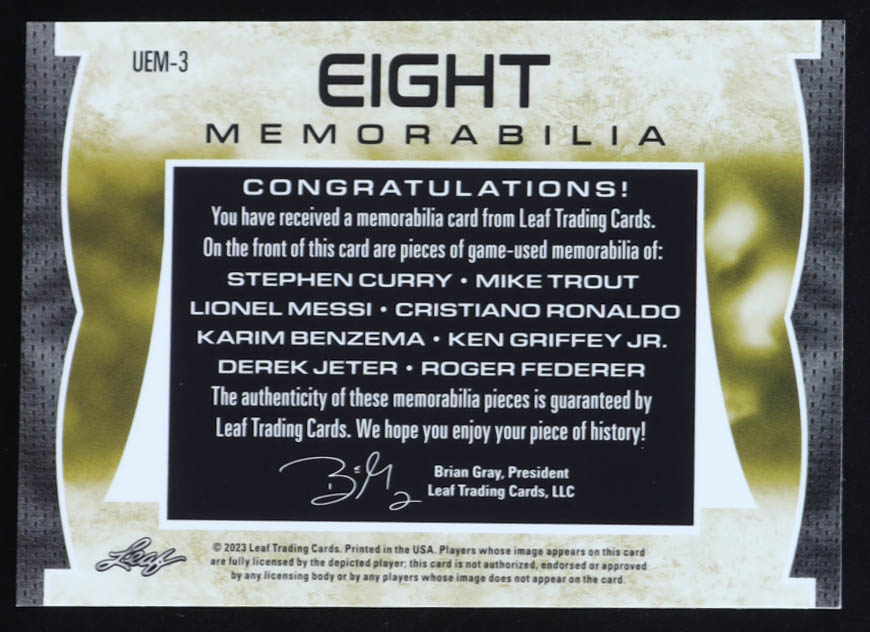 UEM-3
EIGHT
MEMORABILIA
CONGRATULATIONS!
You have received a memorabilia card from Leaf Trading Cards.
On the front of this card are pieces of game-used memorabilia of:
STEPHEN CURRY • MIKE TROUT
LIONEL MESSI • CRISTIANO RONALDO
KARIM BENZEMA • KEN GRIFFEY JR.
DEREK JETER • ROGER FEDERER
The authenticity of these memorabilia pieces is guaranteed by
Leaf Trading Cards. We hope you enjoy your piece of history!
Brian Gray, President
Leaf Trading Cards, LLC
Leaf
© 2023 Leaf Trading Cards. Printed in the USA. Players whose image appears on this card
are fully licensed by the depicted player; this card is not authorized, endorsed or approved
by any licensing body or by any players whose image does not appear on the card.